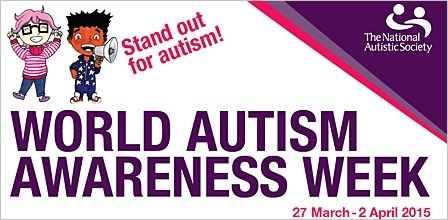 Stand out
for autism!
The National
Autistic Society
WORLD AUTISM
AWARENESS WEEK
27 March - 2 April 2015